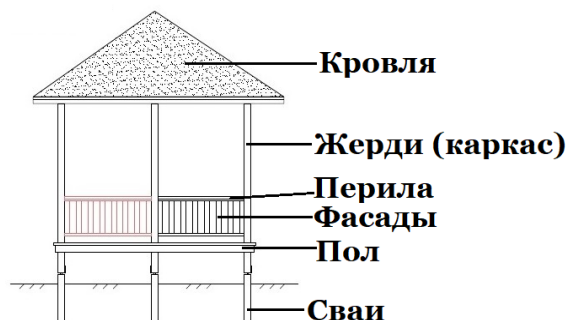 Кровля
Жерди (каркас)
Перила
Фасады
Пол
Сваи